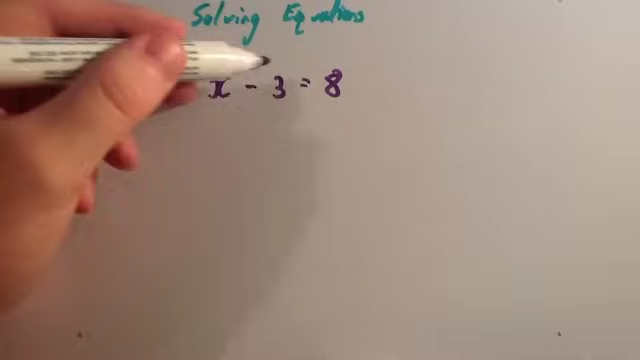 Solving Equations
x - 3 = 8